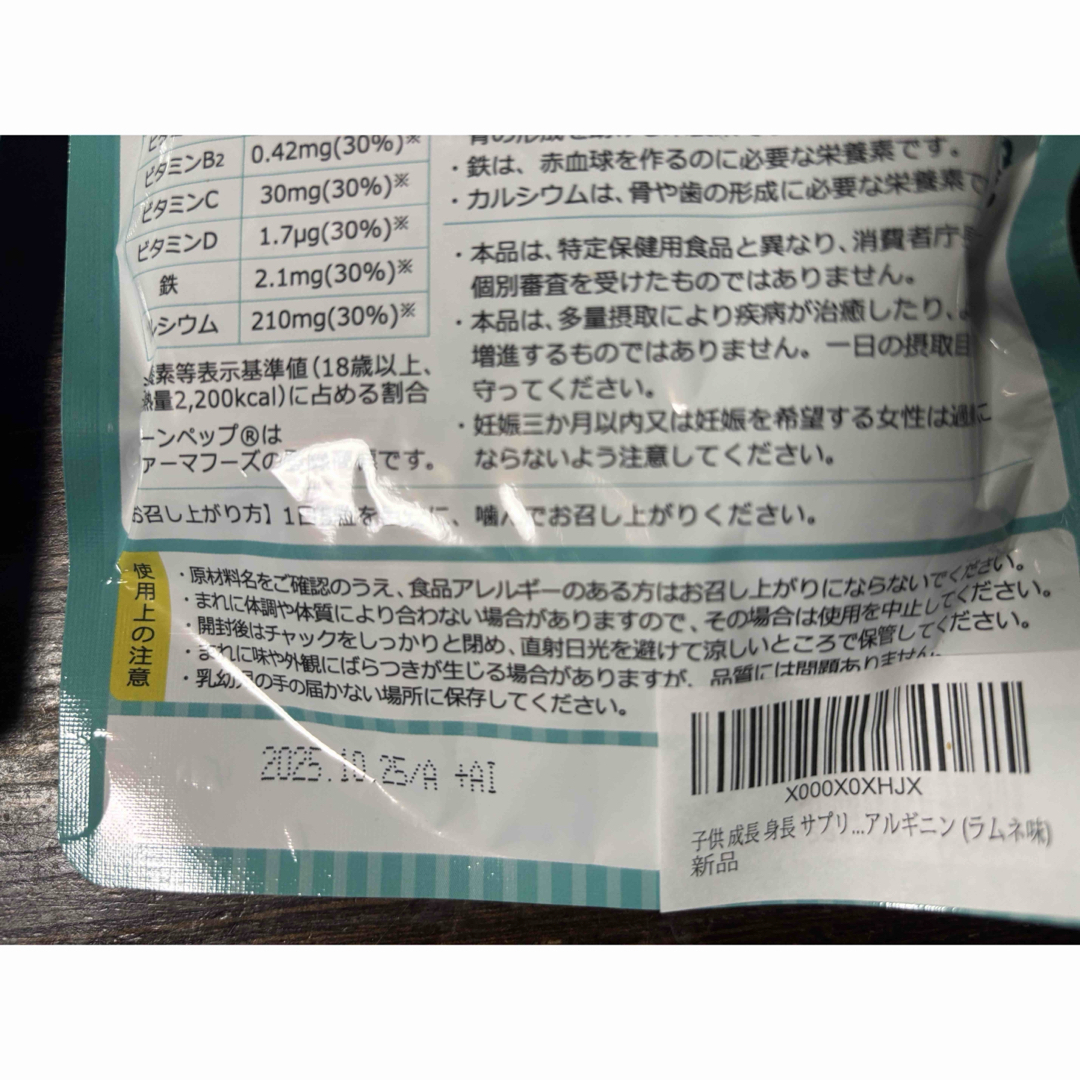 ビタミンB2 0.42mg(30%)※
ビタミンC 30mg(30%)※
ビタミンD 1.7μg(30%)※
鉄 2.1mg(30%)※
ルシウム 210mg(30%)※
素等表示基準値(18歳以上、
量2,200kcal)に占める割合
ーンペップ®は
ァーマフーズの です。
お召し上がり方】1日 粒を に、噛んでお召し上がりください。
・鉄は、赤血球を作るのに必要な栄養素です。
・カルシウムは、骨や歯の形成に必要な栄養素で
・本品は、特定保健用食品と異なり、消費者庁長
個別審査を受けたものではありません。
・本品は、多量摂取により疾病が治癒したり、
増進するものではありません。一日の摂取目
守ってください。
・妊娠三か月以内又は妊娠を希望する女性は過剰に
ならないよう注意してください。
使用上の注意
・原材料名をご確認のうえ、食品アレルギーのある方はお召し上がりにならないでください。
・まれに体調や体質により合わない場合がありますので、その場合は使用を中止してください。
・開封後はチャックをしっかりと閉め、直射日光を避けて涼しいところで保管してください。
・まれに味や外観にばらつきが生じる場合がありますが、品質には問題ありません。
・乳幼児の手の届かない場所に保存してください。
2025.10.25/A +AI
X000X0XHJX
子供 成長 身長 サプリ...アルギニン (ラムネ味)
新品